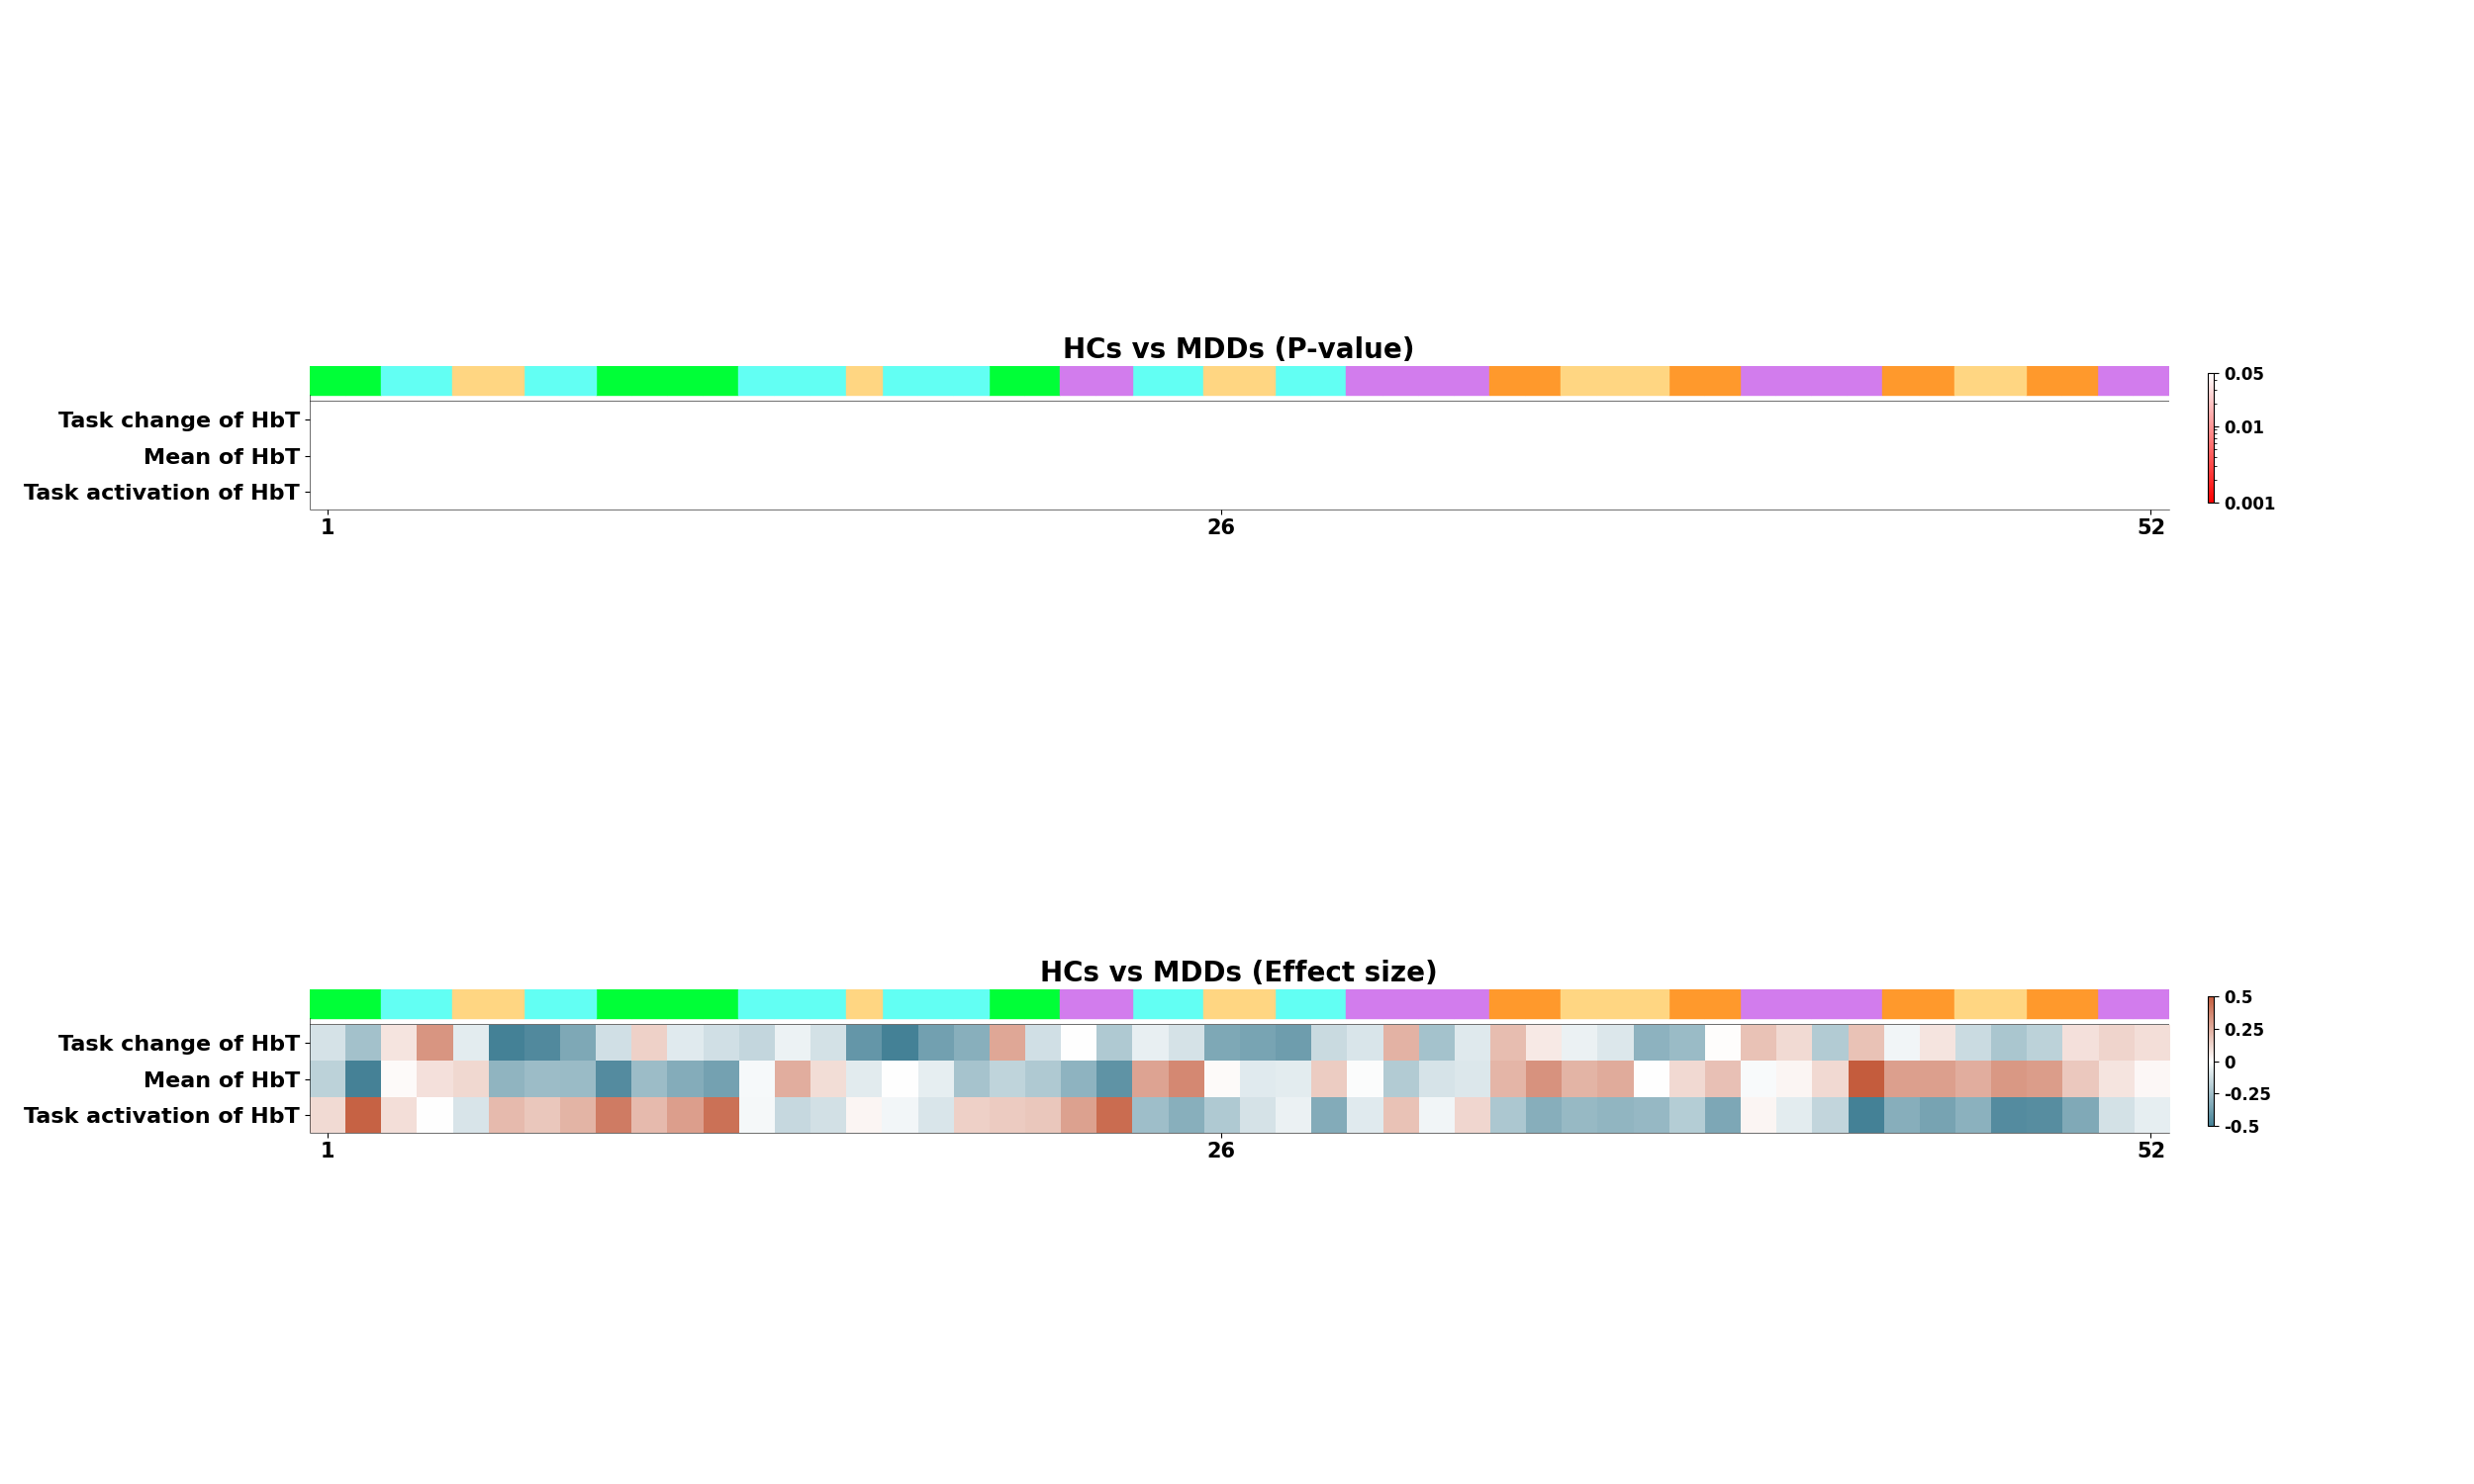 HCs vs MDDs (P-value)
Task change of HbT
Mean of HbT
Task activation of HbT
1 26 52
0.05
0.01
0.001
HCs vs MDDs (Effect size)
Task change of HbT
Mean of HbT
Task activation of HbT
1 26 52
0.5
0.25
0
-0.25
-0.5